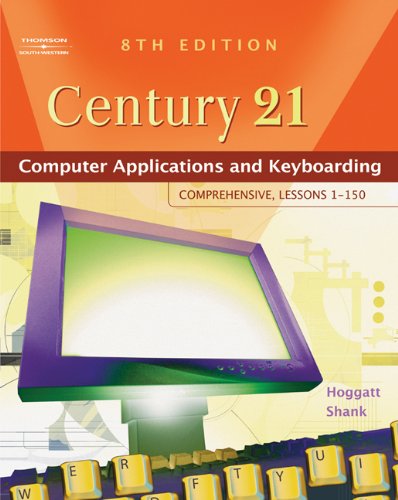 THOMSON
SOUTH-WESTERN
8TH EDITION
Century 21
Computer Applications and Keyboarding
COMPREHENSIVE, LESSONS 1–150
Hoggatt
Shank
W E R F T Y U I